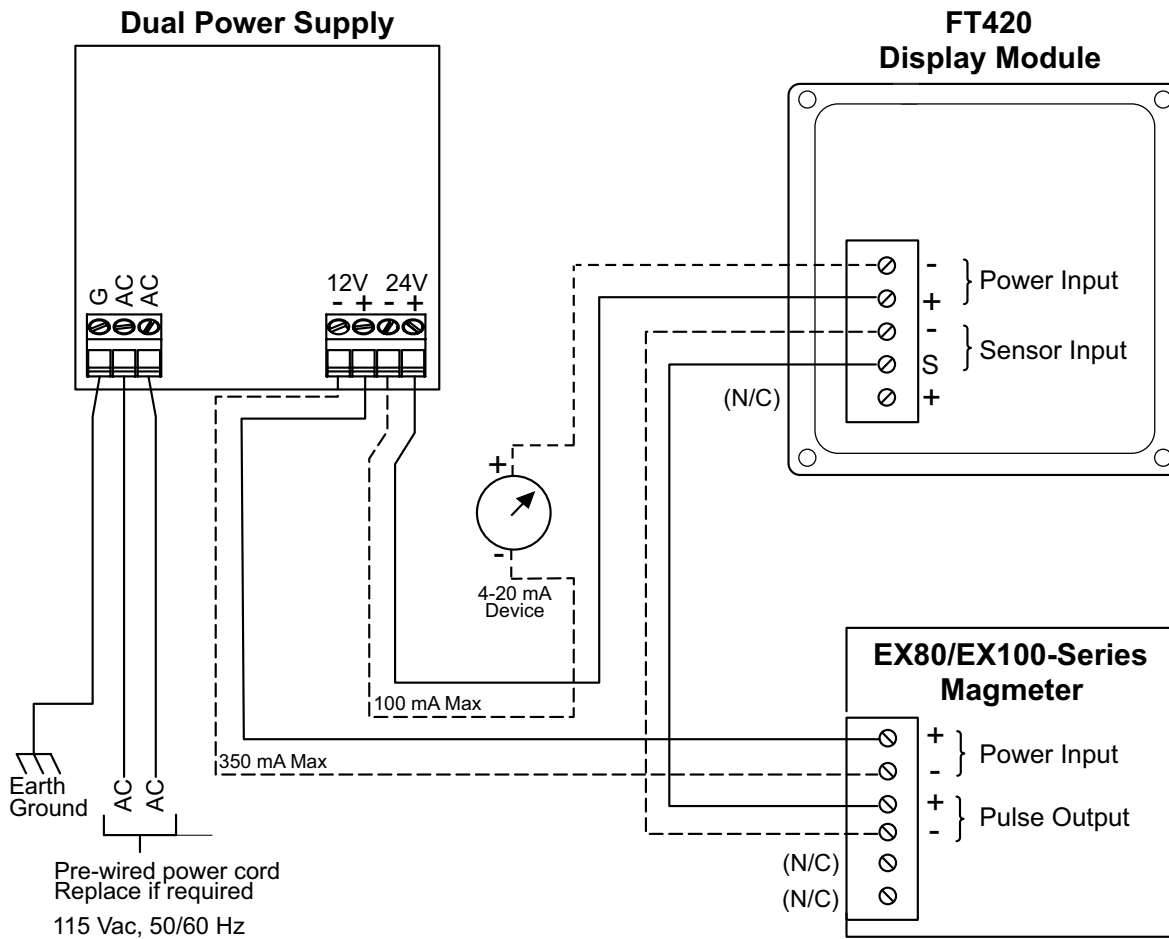 Dual Power Supply
FT420
Display Module
G
AC
AC
12V
24V
- + - +
-
+
Power Input
-
S
Sensor Input
(N/C)
+
+
-
4-20 mA
Device
100 mA Max
350 mA Max
EX80/EX100-Series
Magmeter
+
-
Power Input
+
-
Pulse Output
(N/C)
(N/C)
Earth
Ground
AC
AC
Pre-wired power cord
Replace if required
115 Vac, 50/60 Hz